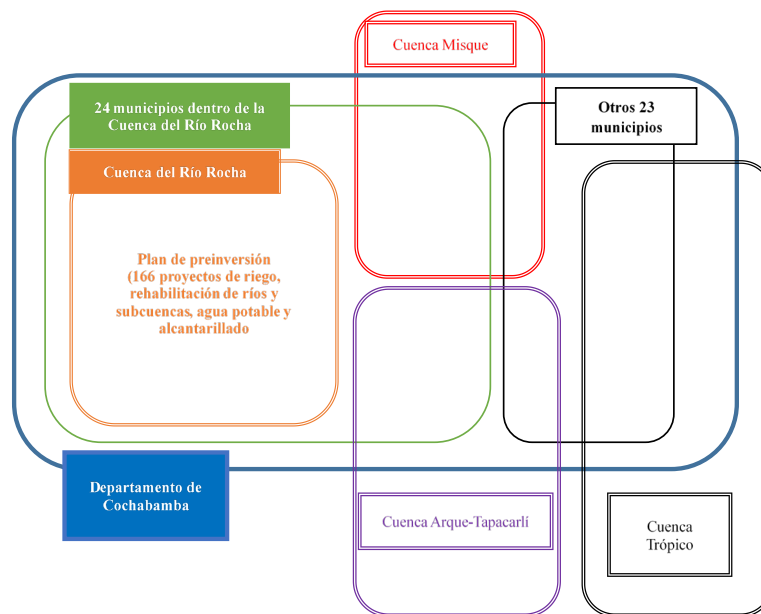 Cuenca Misque
24 municipios dentro de la
Cuenca del Río Rocha
Otros 23
municipios
Cuenca del Río Rocha
Plan de preinversión
(166 proyectos de riego,
rehabilitación de ríos y
subcuencas, agua potable y
alcantarillado
Departamento de
Cochabamba
Cuenca Arque-Tapacarlí
Cuenca
Trópico